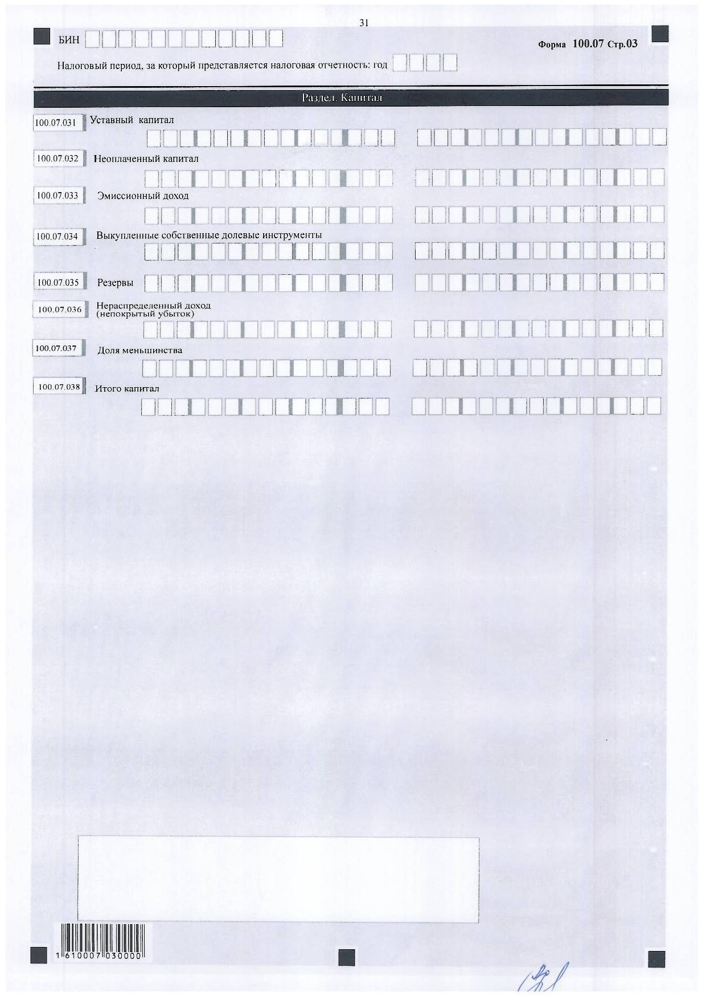 31
БИН
Форма 100.07 Стр.03
Налоговый период, за который представляется налоговая отчетность: год
Раздел. Капитал
100.07.031 Уставный капитал
100.07.032 Неоплаченный капитал
100.07.033 Эмиссионный доход
100.07.034 Выкупленные собственные долевые инструменты
100.07.035 Резервы
100.07.036 Нераспределенный доход
(непокрытый убыток)
100.07.037 Доля меньшинства
100.07.038 Итого капитал
1 610007 030000